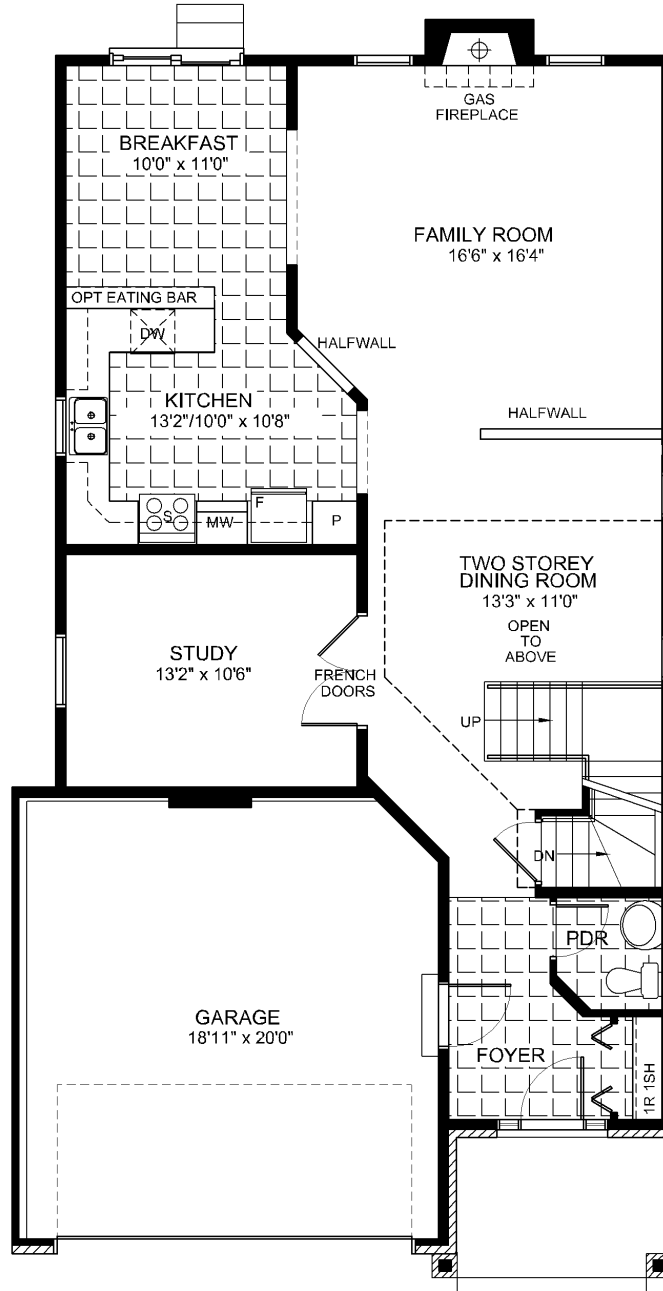 GAS
FIREPLACE
BREAKFAST
10'0" x 11'0"
FAMILY ROOM
16'6" x 16'4"
OPT EATING BAR
DW
HALFWALL
KITCHEN
13'2"/10'0" x 10'8"
HALFWALL
S
MW
F
P
TWO STOREY
DINING ROOM
13'3" x 11'0"
OPEN
TO
ABOVE
STUDY
13'2" x 10'6"
FRENCH
DOORS
UP
DN
PDR
GARAGE
18'11" x 20'0"
FOYER
1R 1SH